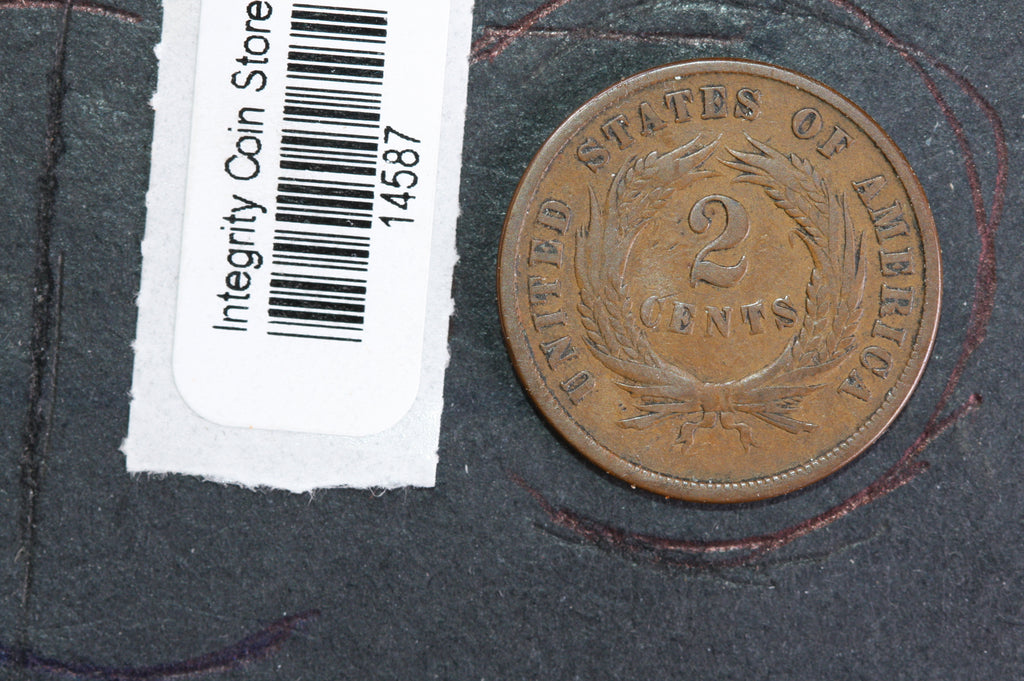 Integrity Coin Store
14587
UNITED STATES OF AMERICA
2
CENTS